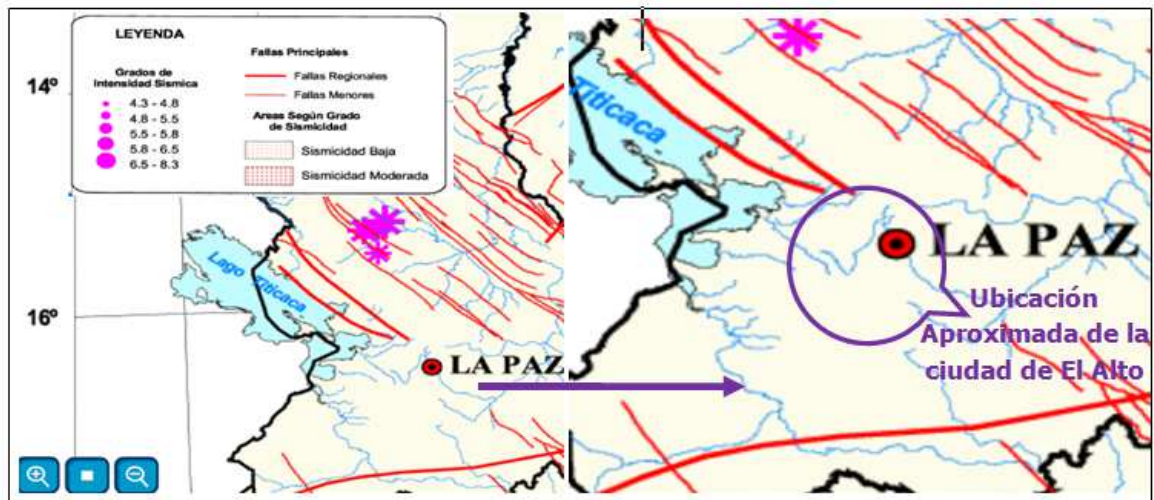 LEYENDA
Grados de
Intensidad Sísmica
4.3 - 4.8
4.8 - 5.5
5.5 - 5.8
5.8 - 6.5
6.5 - 8.3
Fallas Principales
Fallas Regionales
Fallas Menores
Areas Según Grado
de Sismicidad
Sismicidad Baja
Sismicidad Moderada
14º
16º
Lago Titicaca
LA PAZ
Titicaca
LA PAZ
Ubicación
Aproximada de la
ciudad de El Alto